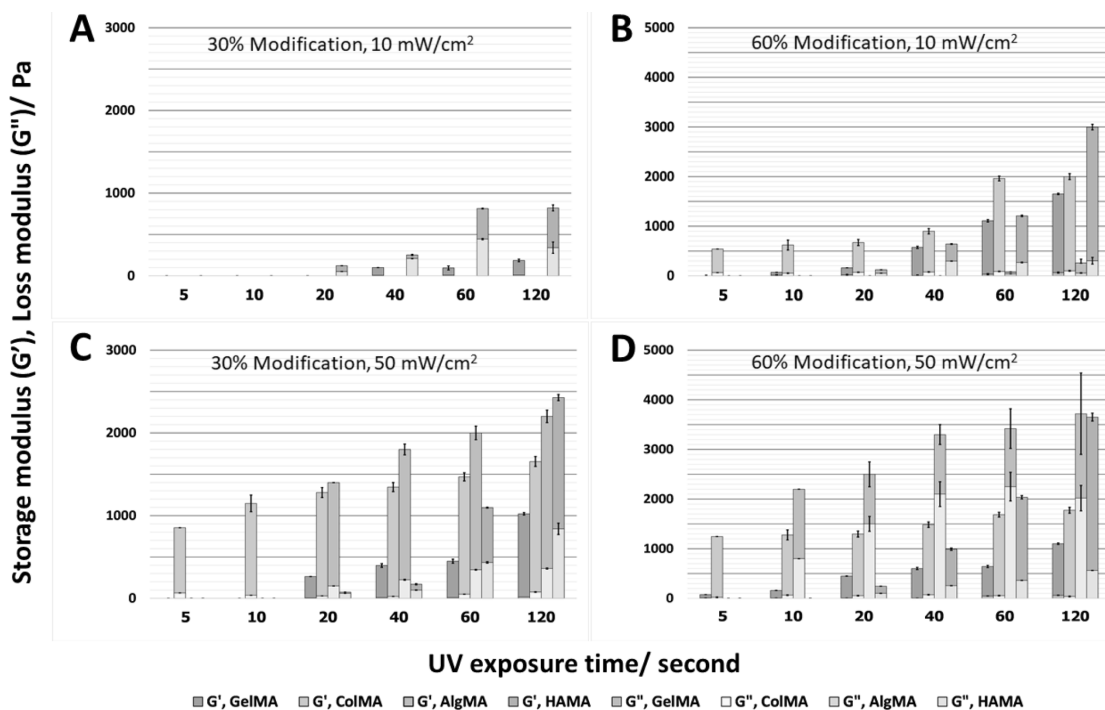 Storage modulus (G'), Loss modulus (G")/ Pa
A
30% Modification, 10 mW/cm²
3000
2000
1000
0
5 10 20 40 60 120
B
60% Modification, 10 mW/cm²
5000
4000
3000
2000
1000
0
5 10 20 40 60 120
C
30% Modification, 50 mW/cm²
3000
2000
1000
0
5 10 20 40 60 120
D
60% Modification, 50 mW/cm²
5000
4000
3000
2000
1000
0
5 10 20 40 60 120
UV exposure time/ second
G', GelMA G', ColMA G', AlgMA G', HAMA G", GelMA G", ColMA G", AlgMA G", HAMA